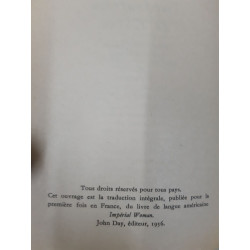 Tous droits réservés pour tous pays.
Cet ouvrage est la traduction intégrale, publiée pour la
première fois en France, du livre de langue américaine
Impérial Woman.
John Day, éditeur, 1956.